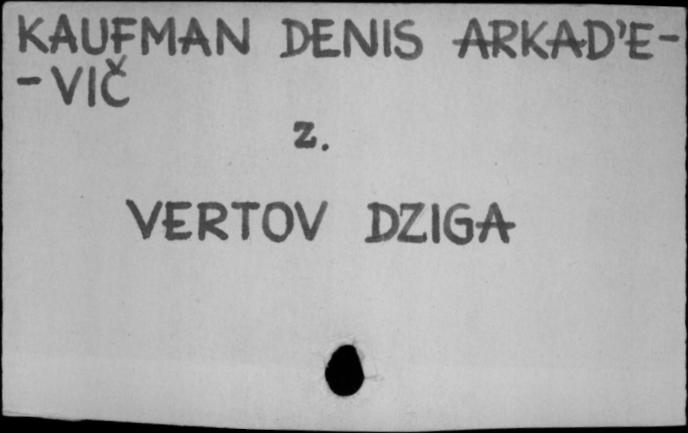 KAUFMAN DENIS ARKAD'E-
-VIČ
z.
VERTOV DZIGA